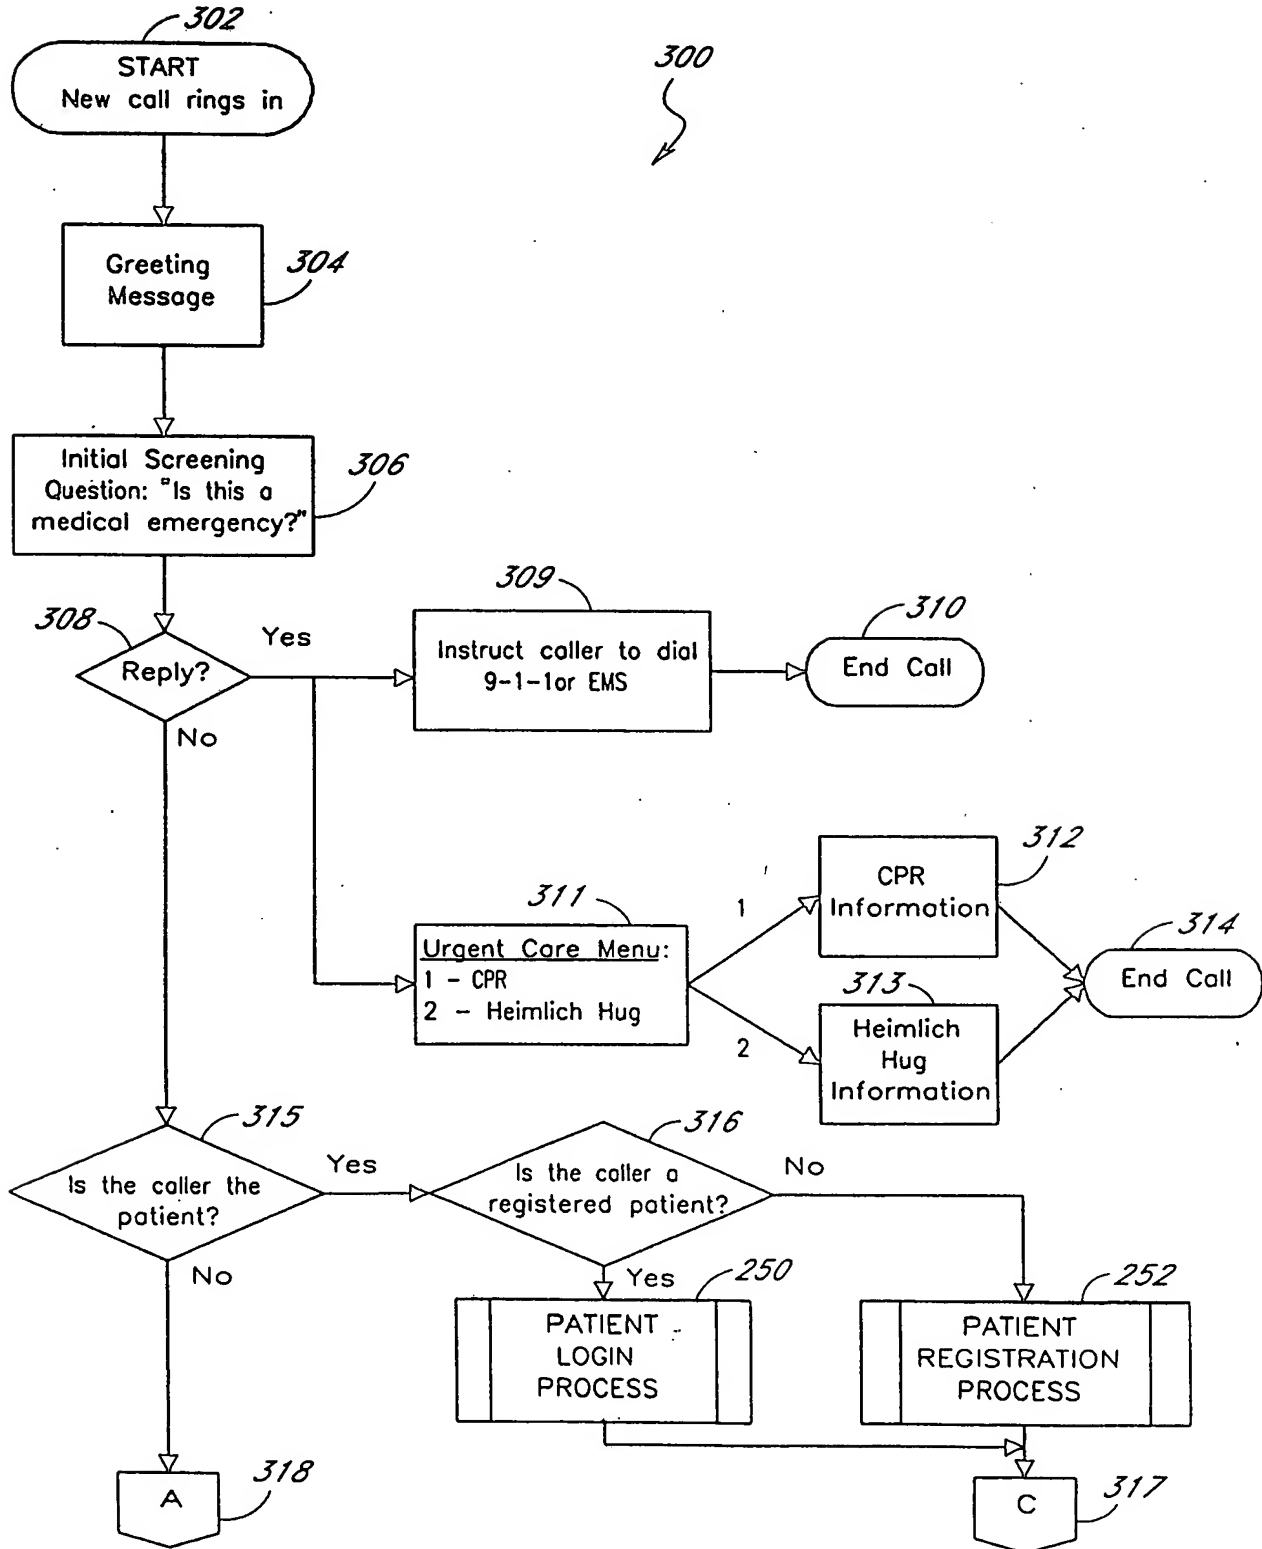 302
START
New call rings in
300
Greeting
Message
304
Initial Screening
Question: "Is this a
medical emergency?"
306
308
Reply?
Yes
No
309
Instruct caller to dial
9-1-1or EMS
310
End Call
311
Urgent Care Menu:
1 - CPR
2 - Heimlich Hug
1
2
312
CPR
Information
313
Heimlich
Hug
Information
314
End Call
315
Is the caller the
patient?
Yes
No
316
Is the caller a
registered patient?
No
Yes
250
PATIENT
LOGIN
PROCESS
252
PATIENT
REGISTRATION
PROCESS
A
318
C
317